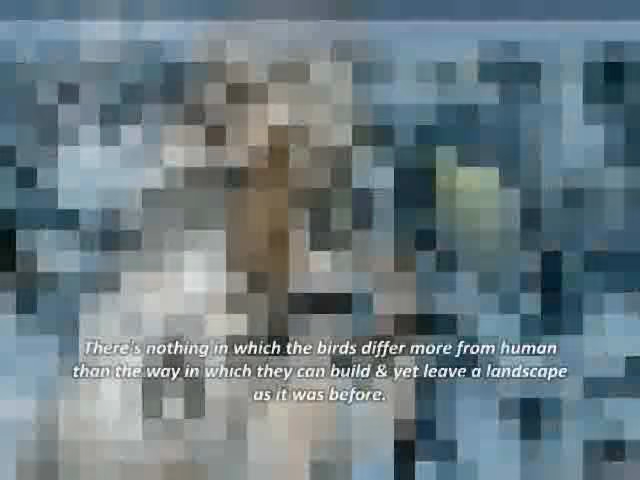 There's nothing in which the birds differ more from human
than the way in which they can build & yet leave a landscape
as it was before.